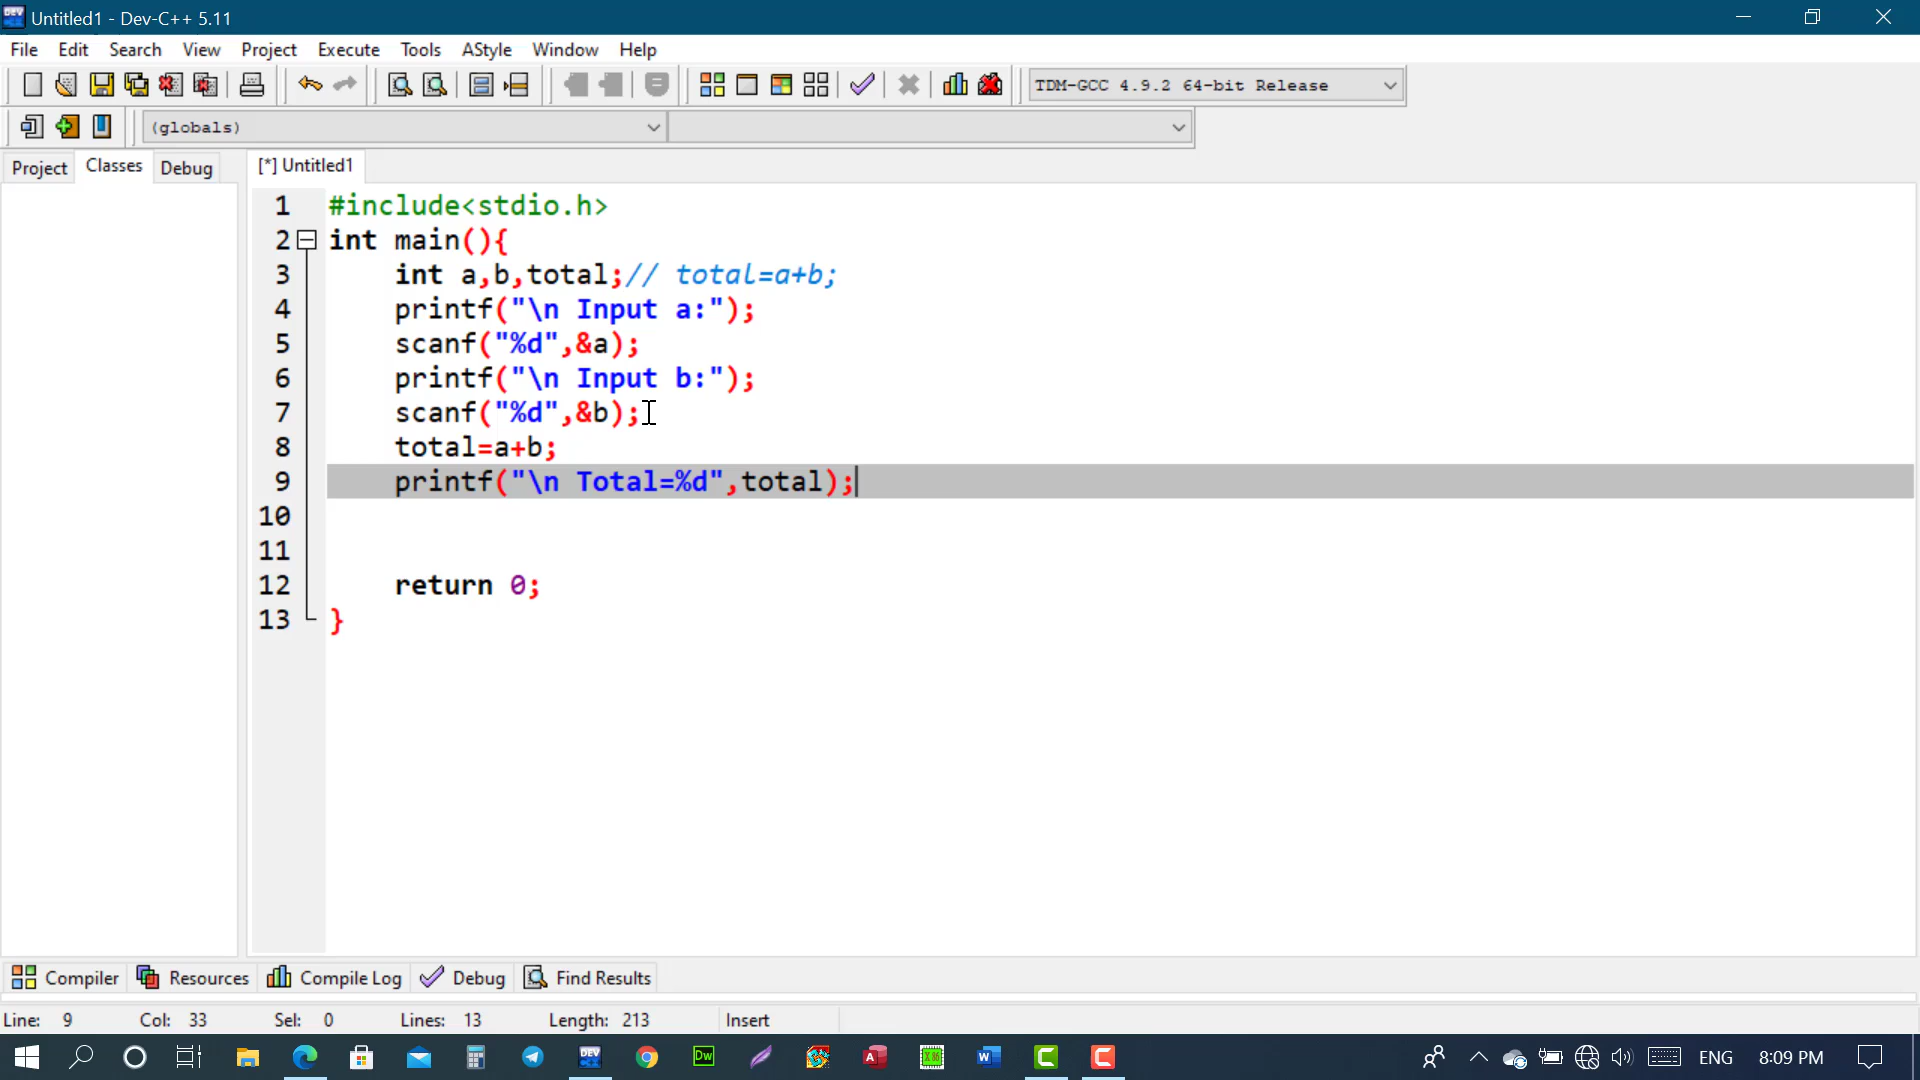 Untitled1 - Dev-C++ 5.11
File Edit Search View Project Execute Tools AStyle Window Help
TDM-GCC 4.9.2 64-bit Release
(globals)
Project Classes Debug [*] Untitled1
1 #include<stdio.h>
2 int main(){
3 int a,b,total;// total=a+b;
4 printf("\n Input a:");
5 scanf("%d",&a);
6 printf("\n Input b:");
7 scanf("%d",&b);
8 total=a+b;
9 printf("\n Total=%d",total);
10
11
12 return 0;
13 }
Compiler Resources Compile Log Debug Find Results
Line: 9 Col: 33 Sel: 0 Lines: 13 Length: 213 Insert
DEV Dw A W C C ENG 8:09 PM